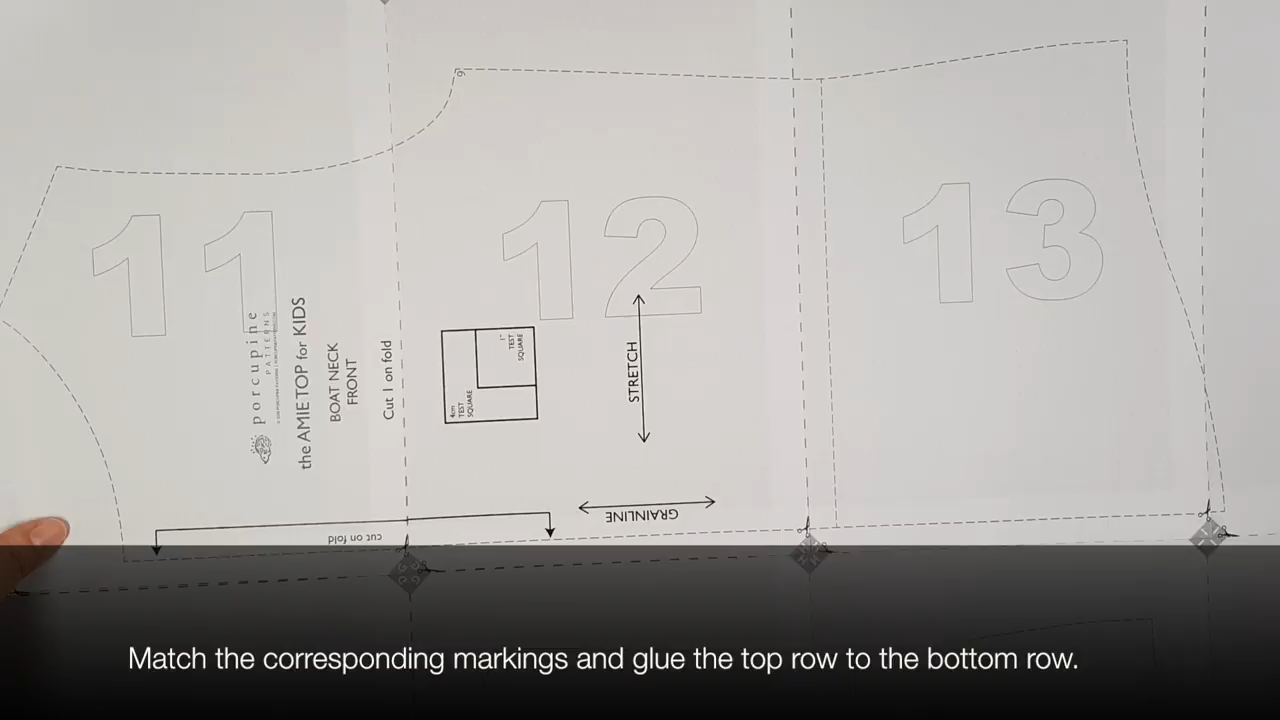 9
11
12
13
porcupine
PATTERNS
the AMIE TOP for KIDS
BOAT NECK
FRONT
Cut 1 on fold
4cm
TEST
SQUARE
1"
TEST
SQUARE
STRETCH
GRAINLINE
cut on fold
Match the corresponding markings and glue the top row to the bottom row.